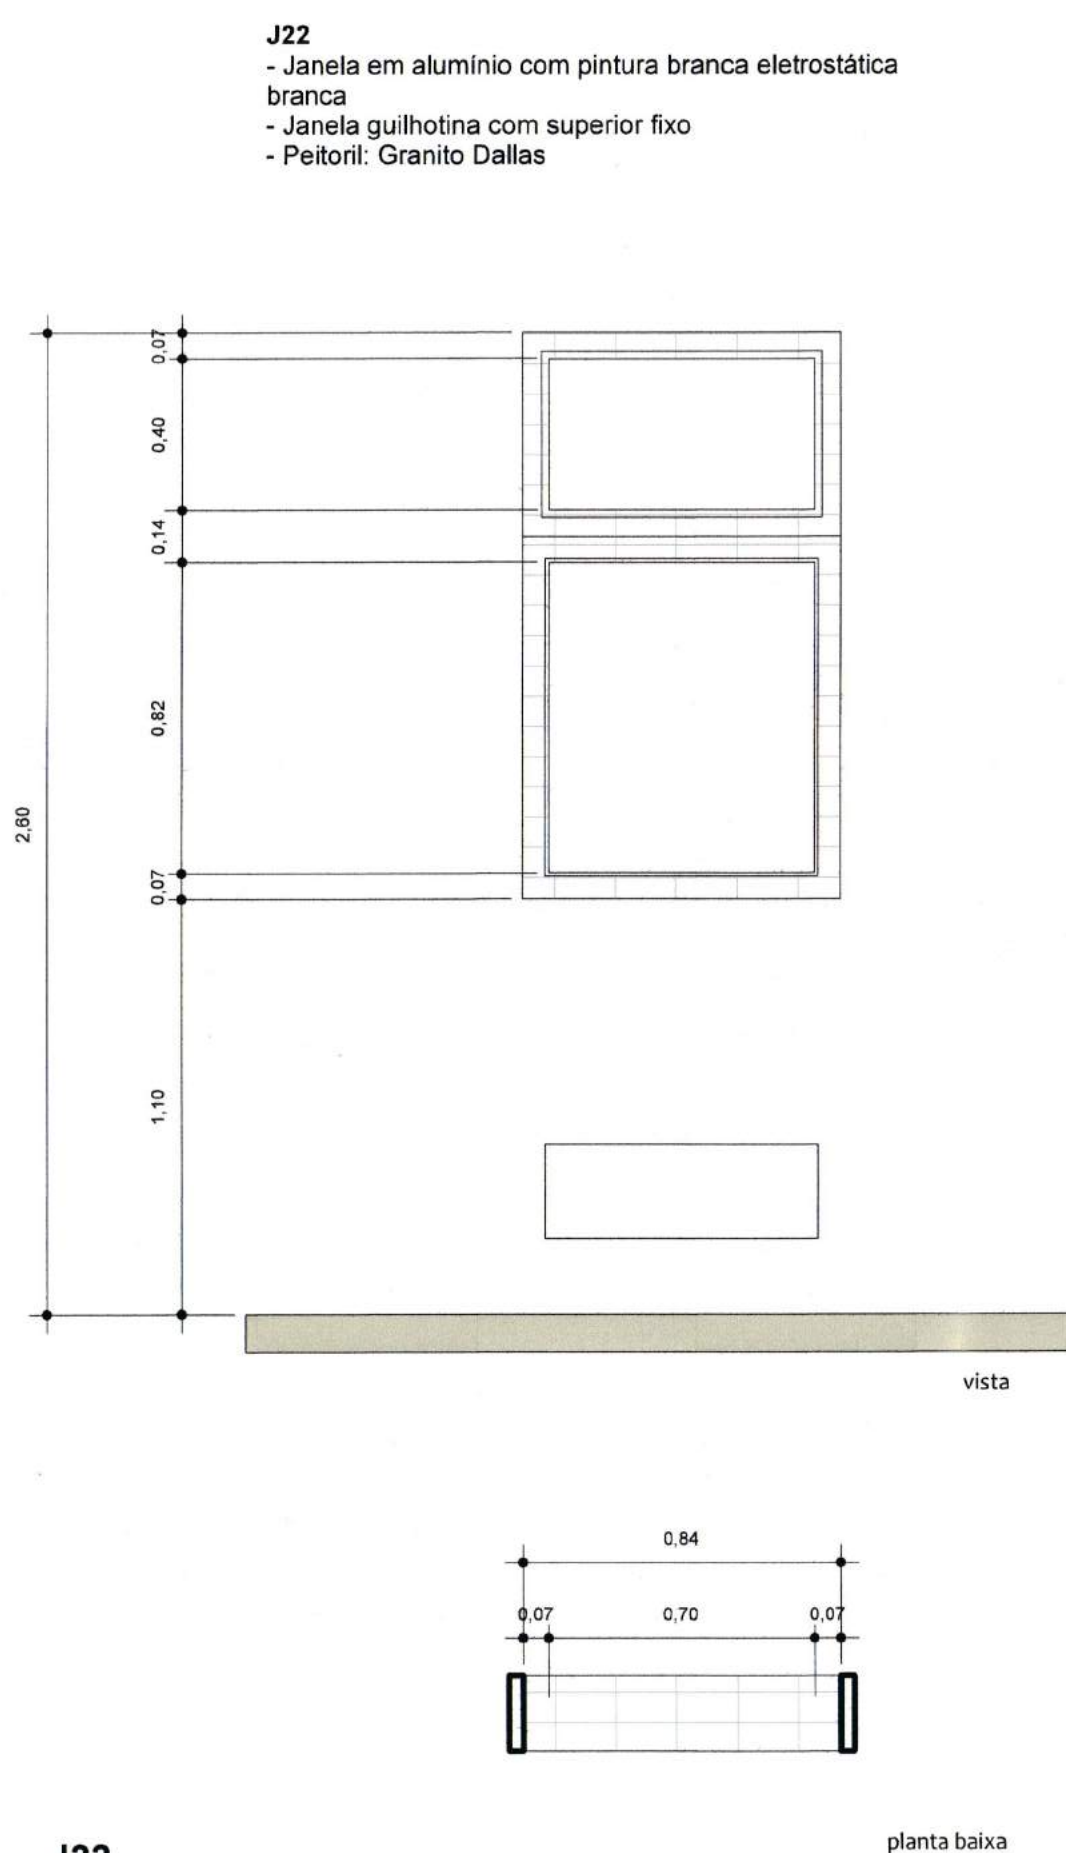 J22
- Janela em alumínio com pintura branca eletrostática
branca
- Janela guilhotina com superior fixo
- Peitoril: Granito Dallas
0,07
0,40
0,14
0,82
2,60
0,07
1,10
vista
0,84
0,07 0,70 0,07
planta baixa